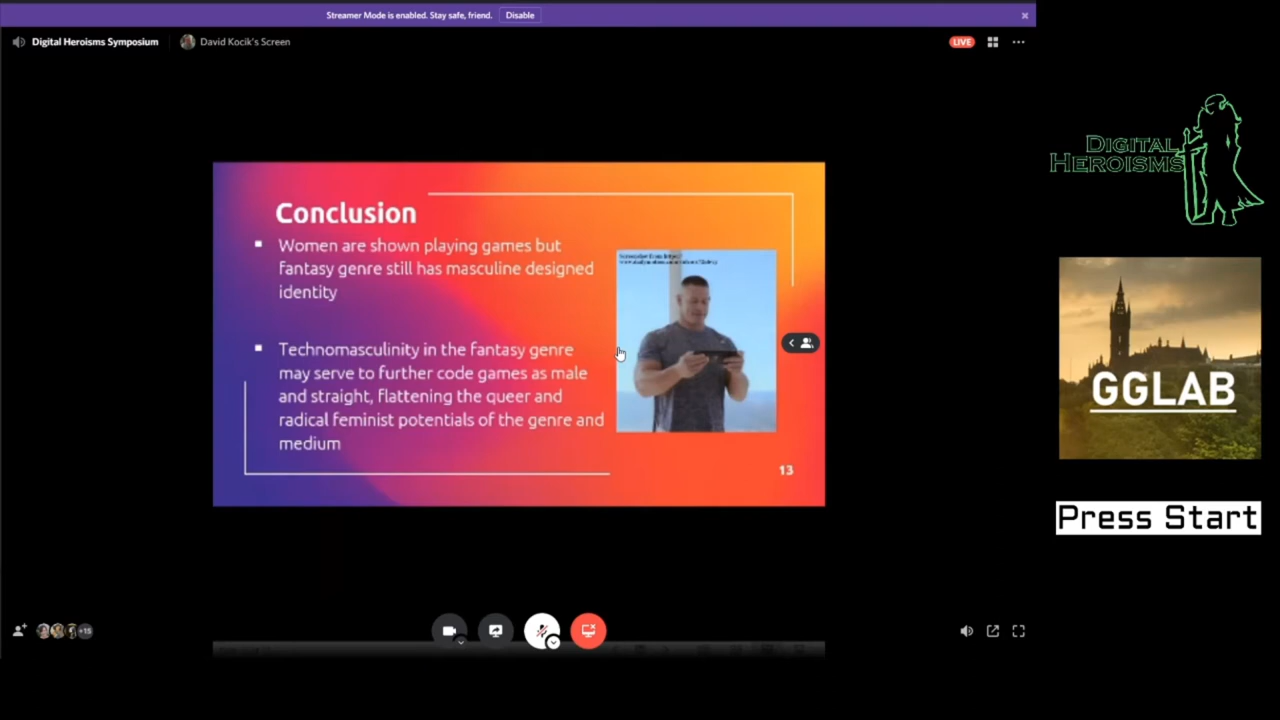 Streamer Mode is enabled. Stay safe, friend. Disable
Digital Heroisms Symposium
David Kocik's Screen
LIVE
Conclusion
Women are shown playing games but
fantasy genre still has masculine designed
identity
Technomasculinity in the fantasy genre
may serve to further code games as male
and straight, flattening the queer and
radical feminist potentials of the genre and
medium
13
+15
DIGITAL
HEROISMS
GGLAB
Press Start